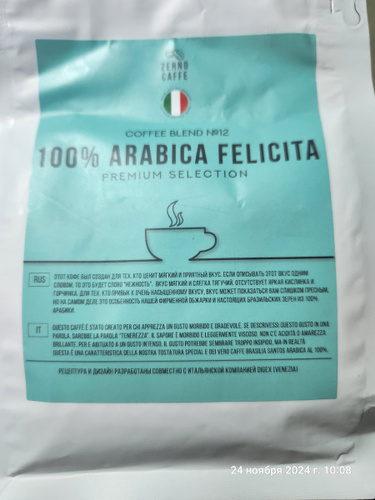 ZERNO
CAFFE
COFFEE BLEND №12
100% ARABICA FELICITA
PREMIUM SELECTION
RUS
ЭТОТ КОФЕ БЫЛ СОЗДАН ДЛЯ ТЕХ, КТО ЦЕНИТ МЯГКИЙ И ПРИЯТНЫЙ ВКУС. ЕСЛИ ОПИСЫВАТЬ ЭТОТ ВКУС ОДНИМ
СЛОВОМ, ТО ЭТО БУДЕТ СЛОВО "НЕЖНОСТЬ". ВКУС МЯГКИЙ И СЛЕГКА ТЯГУЧИЙ. ОТСУТСТВУЕТ ЯРКАЯ КИСЛИНКА И
ГОРЧИНКА. ДЛЯ ТЕХ, КТО ПРИВЫК К ОЧЕНЬ НАСЫЩЕННОМУ ВКУСУ, ВКУС МОЖЕТ ПОКАЗАТЬСЯ ВАМ СЛИШКОМ ПРЕСНЫМ,
НО НА САМОМ ДЕЛЕ ЭТО ОСОБЕННОСТЬ НАШЕЙ ФИРМЕННОЙ ОБЖАРКИ И НАСТОЯЩИХ БРАЗИЛЬСКИХ ЗЕРЕН ИЗ 100%
АРАБИКИ.
IT
QUESTO CAFFÈ È STATO CREATO PER CHI APPREZZA UN GUSTO MORBIDO E GRADEVOLE. SE DESCRIVESSI QUESTO GUSTO IN UNA
PAROLA, SAREBBE LA PAROLA "TENEREZZA". IL SAPORE È MORBIDO E LEGGERMENTE VISCOSO. NON C'È ACIDITÀ O AMAREZZA
BRILLANTE. PER E ABITUATO A UN GUSTO INTENSO, IL GUSTO POTREBBE SEMBRARE TROPPO INSIPIDO, MA IN REALTÀ
QUESTA È UNA CARATTERISTICA DELLA NOSTRA TOSTATURA SPECIAL E DEI VERO CAFFÈ BRASILIA SANTOS ARABICA AL 100%.
РЕЦЕПТУРА И ДИЗАЙН РАЗРАБОТАНЫ СОВМЕСТНО С ИТАЛЬЯНСКОЙ КОМПАНИЕЙ DIGEX (VENEZIA)
24 ноября 2024 г. 10:08